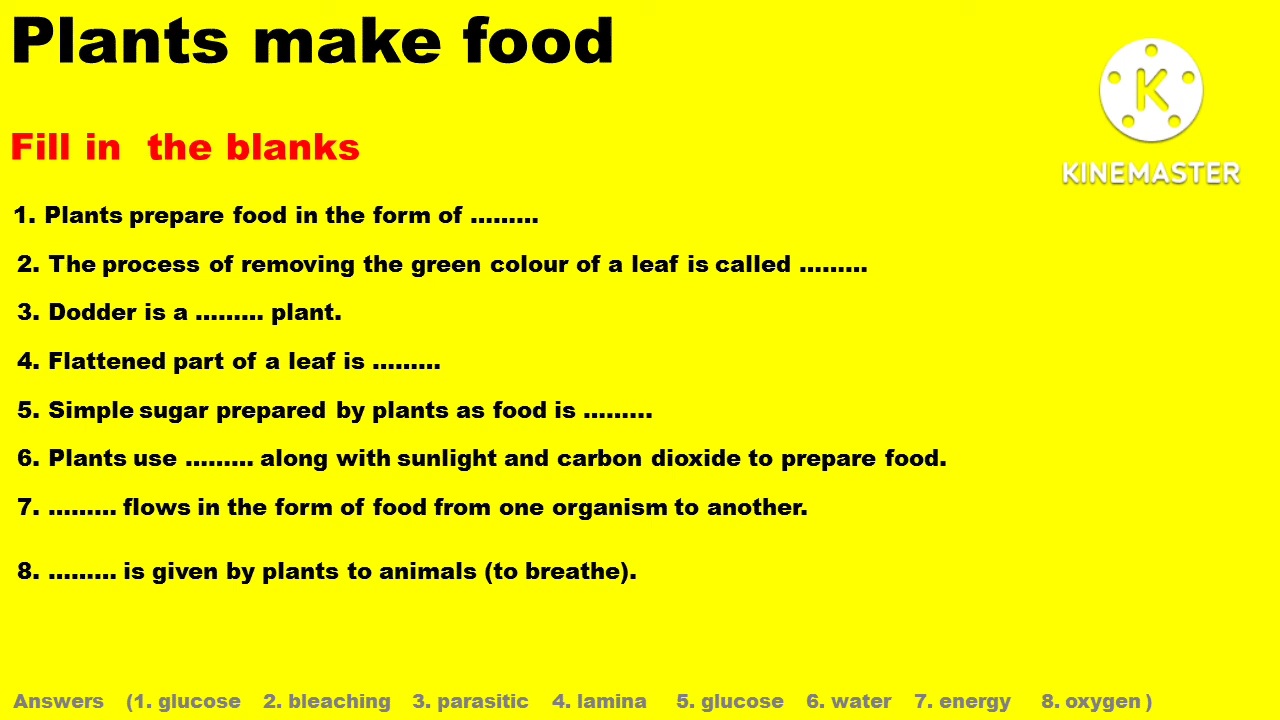 Plants make food
K
KINEMASTER
Fill in the blanks
1. Plants prepare food in the form of .........
2. The process of removing the green colour of a leaf is called .........
3. Dodder is a ......... plant.
4. Flattened part of a leaf is .........
5. Simple sugar prepared by plants as food is .........
6. Plants use ......... along with sunlight and carbon dioxide to prepare food.
7. ......... flows in the form of food from one organism to another.
8. ......... is given by plants to animals (to breathe).
Answers (1. glucose 2. bleaching 3. parasitic 4. lamina 5. glucose 6. water 7. energy 8. oxygen )